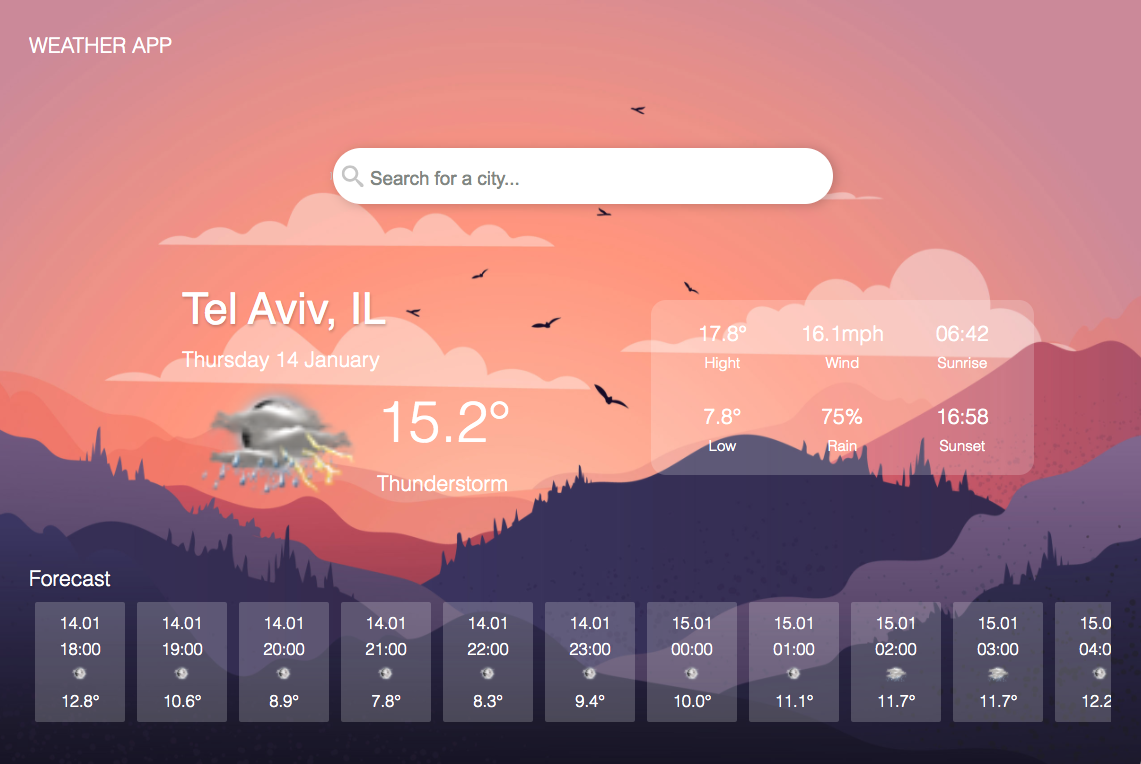 WEATHER APP
Search for a city...
Tel Aviv, IL
Thursday 14 January
15.2°
Thunderstorm
17.8° 16.1mph 06:42
Hight Wind Sunrise
7.8° 75% 16:58
Low Rain Sunset
Forecast
14.01 14.01 14.01 14.01 14.01 14.01 15.01 15.01 15.01 15.01 15.0
18:00 19:00 20:00 21:00 22:00 23:00 00:00 01:00 02:00 03:00 04:0
12.8° 10.6° 8.9° 7.8° 8.3° 9.4° 10.0° 11.1° 11.7° 11.7° 12.2